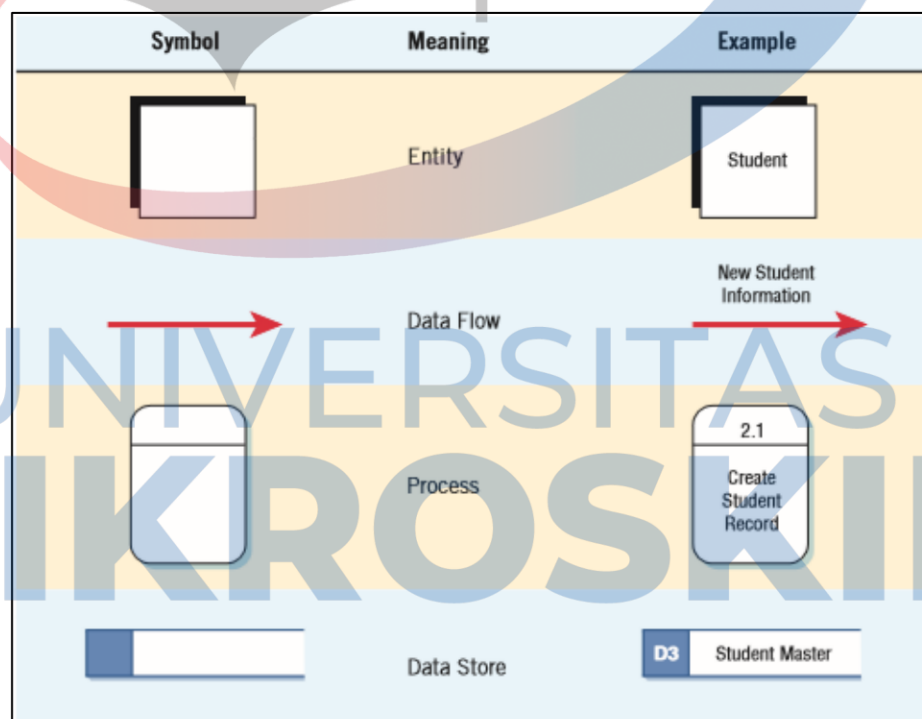 Symbol Meaning Example
Entity
Student
Data Flow
New Student
Information
UNIVERSITAS
Process
2.1
Create
Student
Record
MIKROSKIL
Data Store
D3 Student Master